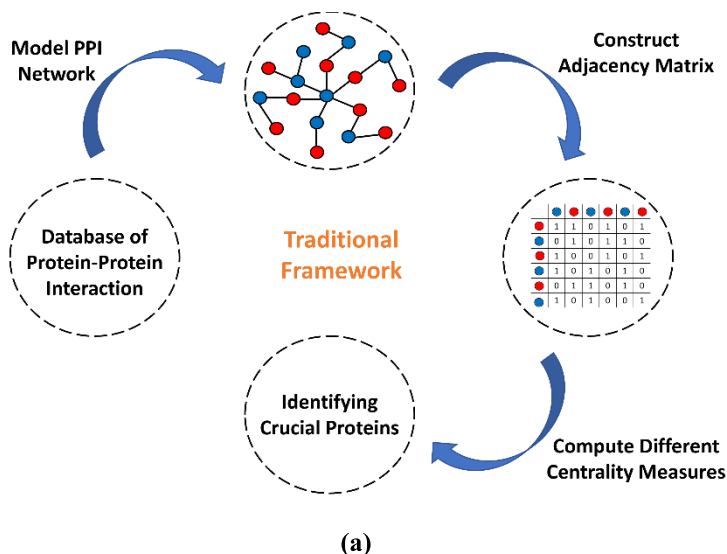 Model PPI
Network
Construct
Adjacency Matrix
Database of
Protein-Protein
Interaction
Traditional
Framework
1 1 0 1 0 1
0 1 0 1 0 1
1 0 1 1 0 1
1 0 1 0 1 0
0 1 0 1 0 1
1 0 1 0 1 0
Identifying
Crucial Proteins
Compute Different
Centrality Measures
(a)